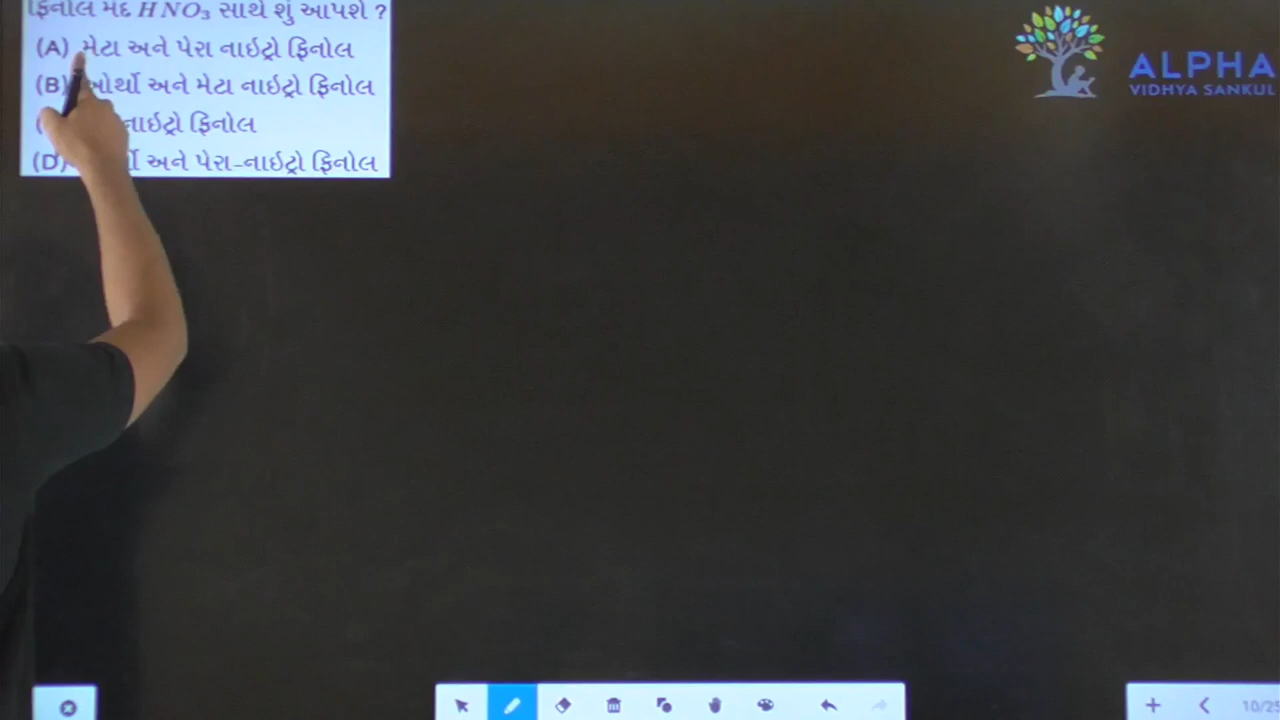 ફિનોલ મંદ HNO₃ સાથે શું આપશે ?
(A) મેટા અને પેરા નાઇટ્રો ફિનોલ
(B) ઓર્થો અને મેટા નાઇટ્રો ફિનોલ
નાઇટ્રો ફિનોલ
(D) અને પેરા-નાઇટ્રો ફિનોલ
ALPHA
VIDHYA SANKUL